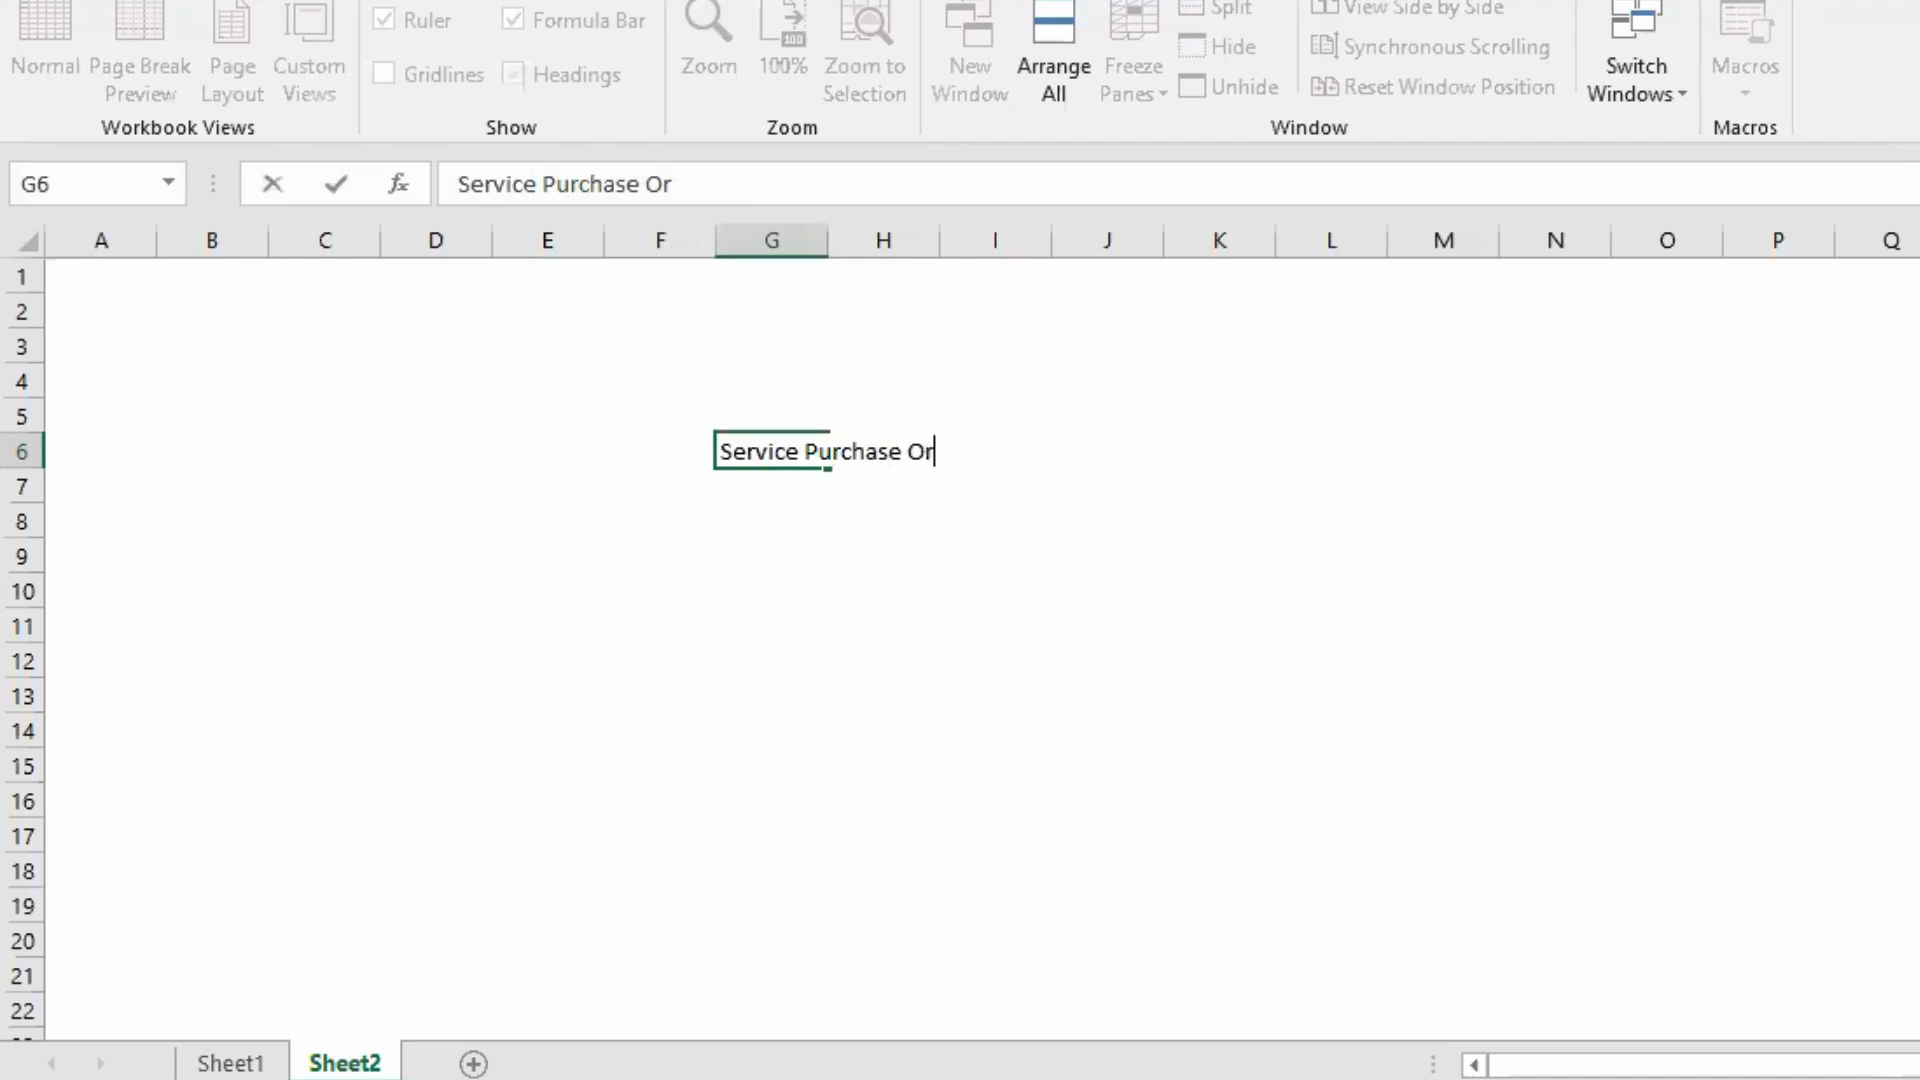 Ruler
Formula Bar
Split
View Side by Side
Normal
Page Break Preview
Page Layout
Custom Views
Gridlines
Headings
Zoom
100%
Zoom to Selection
New Window
Arrange All
Freeze Panes
Hide
Unhide
Synchronous Scrolling
Reset Window Position
Switch Windows
Macros
Workbook Views
Show
Zoom
Window
Macros
G6
fx
Service Purchase Or
A B C D E F G H I J K L M N O P Q
1
2
3
4
5
6 Service Purchase Or
7
8
9
10
11
12
13
14
15
16
17
18
19
20
21
22
Sheet1
Sheet2